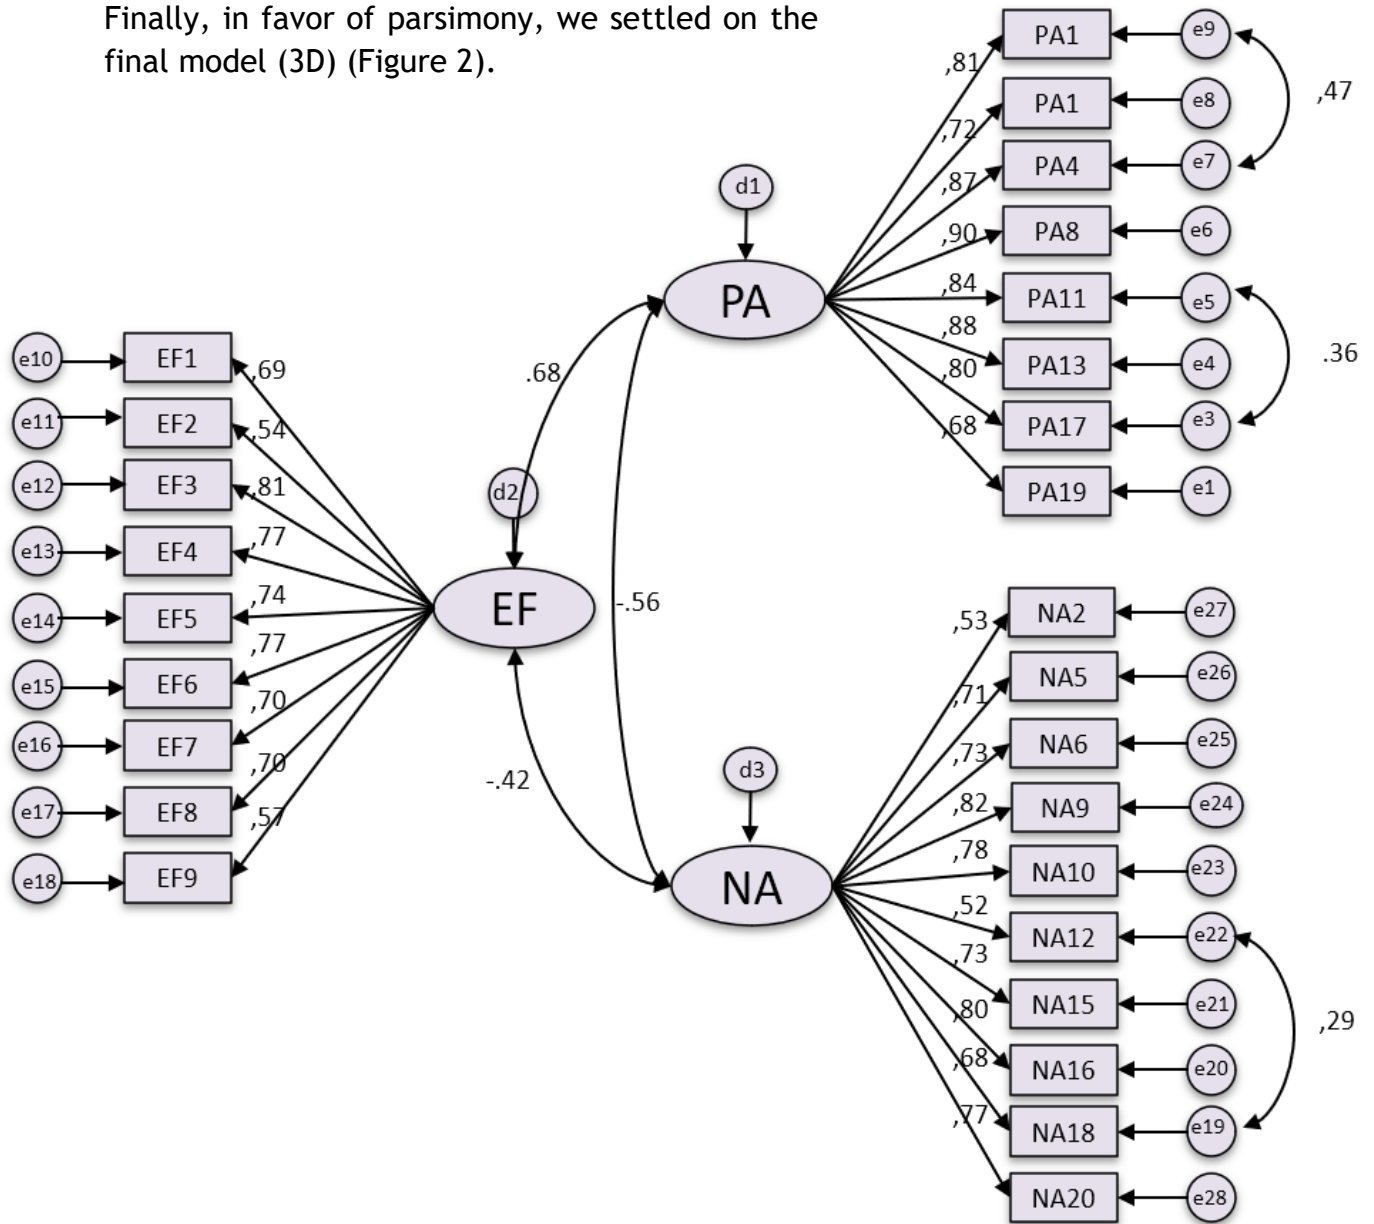 Finally, in favor of parsimony, we settled on the
final model (3D) (Figure 2).
PA1 e9
,81 ,47
PA1 e8
,72
PA4 e7
,87
d1
PA8 e6
,90
PA
PA11 e5
,84
,88
.36
PA13 e4
,80
PA17 e3
,68
PA19 e1
e10 EF1 ,69
.68
e11 EF2 ,54
e12 EF3 ,81
d2
e13 EF4 ,77
e14 EF5 ,74
EF
-.56
,77
e15 EF6
,70
e16 EF7
,70
-.42
e17 EF8
,57
e18 EF9
,53 NA2 e27
NA5 e26
,71
NA6 e25
,73
d3
NA9 e24
,82
,78
NA10 e23
NA
,52
NA12 e22
,73
NA15 e21
,80
,29
,68
NA16 e20
,77
NA18 e19
NA20 e28